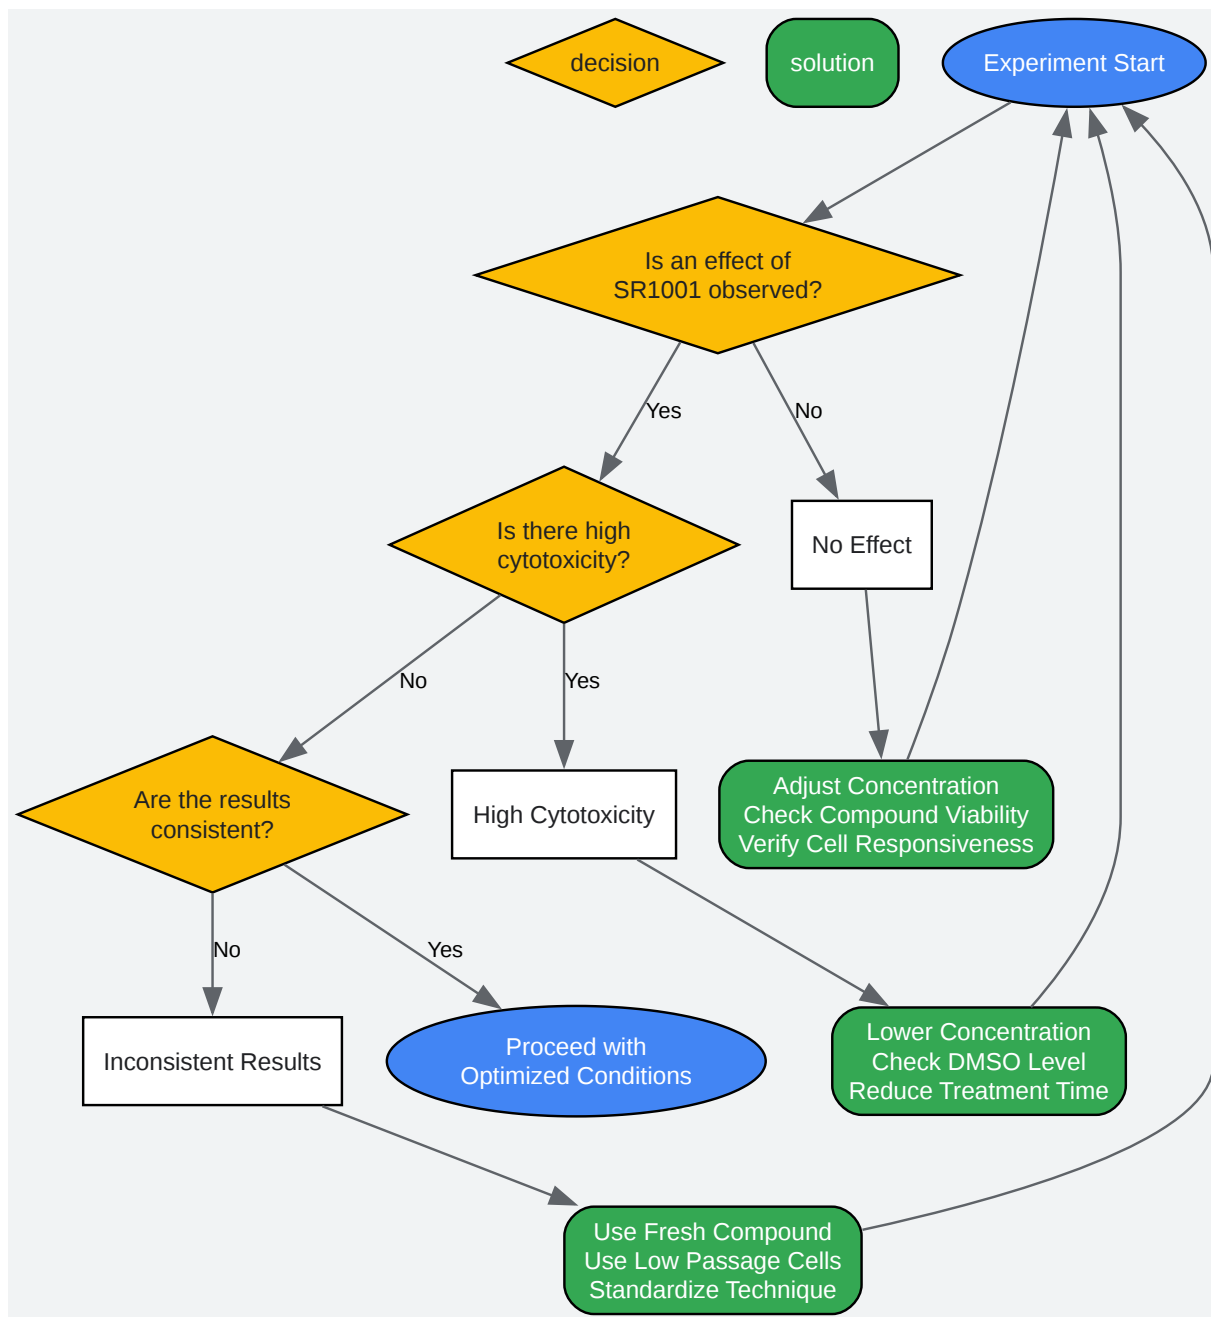 decision
solution
Experiment Start
Is an effect of
SR1001 observed?
Yes
No
Is there high
cytotoxicity?
No Effect
No
Yes
Are the results
consistent?
High Cytotoxicity
Adjust Concentration
Check Compound Viability
Verify Cell Responsiveness
No
Yes
Inconsistent Results
Proceed with
Optimized Conditions
Lower Concentration
Check DMSO Level
Reduce Treatment Time
Use Fresh Compound
Use Low Passage Cells
Standardize Technique